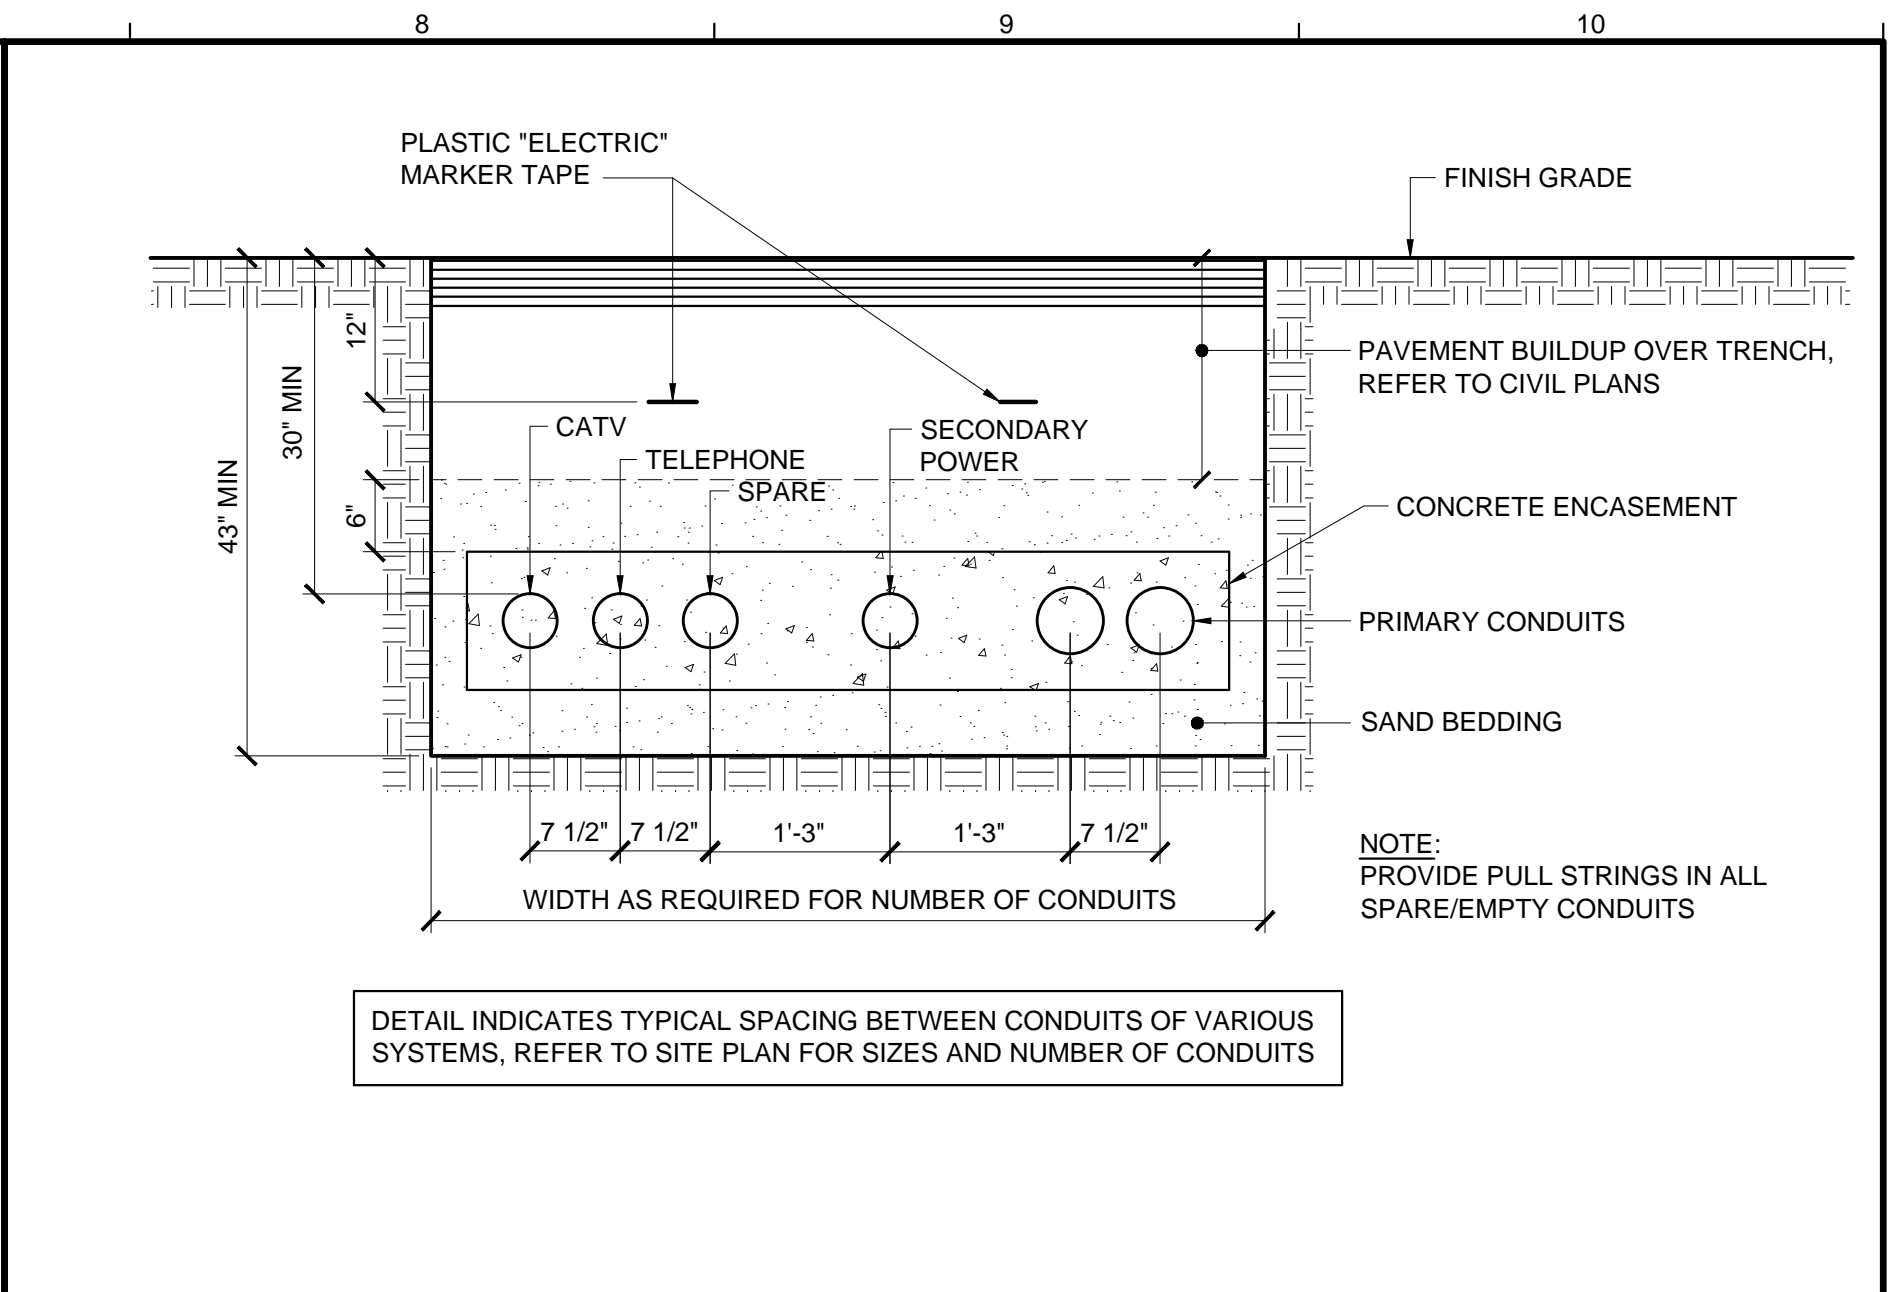 8
9
10
PLASTIC "ELECTRIC"
MARKER TAPE
FINISH GRADE
12"
30" MIN
43" MIN
6"
PAVEMENT BUILDUP OVER TRENCH,
REFER TO CIVIL PLANS
CATV
TELEPHONE
SPARE
SECONDARY
POWER
CONCRETE ENCASEMENT
PRIMARY CONDUITS
SAND BEDDING
7 1/2"
7 1/2"
1'-3"
1'-3"
7 1/2"
WIDTH AS REQUIRED FOR NUMBER OF CONDUITS
NOTE:
PROVIDE PULL STRINGS IN ALL
SPARE/EMPTY CONDUITS
DETAIL INDICATES TYPICAL SPACING BETWEEN CONDUITS OF VARIOUS
SYSTEMS, REFER TO SITE PLAN FOR SIZES AND NUMBER OF CONDUITS